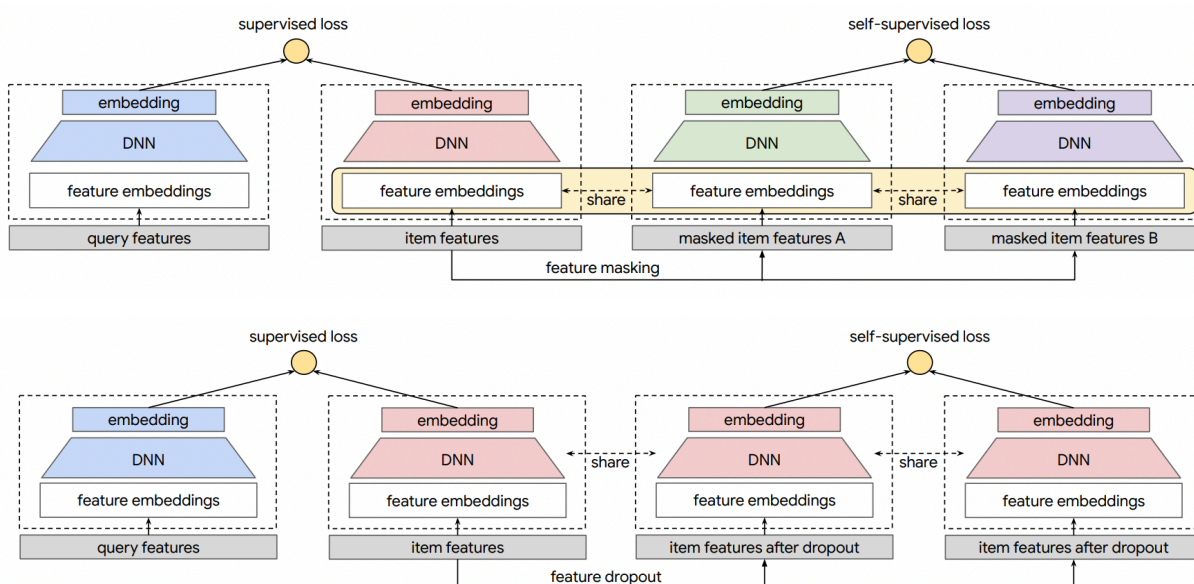 supervised loss self-supervised loss
embedding embedding embedding embedding
DNN DNN DNN DNN
feature embeddings feature embeddings feature embeddings feature embeddings
share share
query features item features masked item features A masked item features B
feature masking
supervised loss self-supervised loss
embedding embedding embedding embedding
DNN DNN DNN DNN
share share
feature embeddings feature embeddings feature embeddings feature embeddings
query features item features item features after dropout item features after dropout
feature dropout